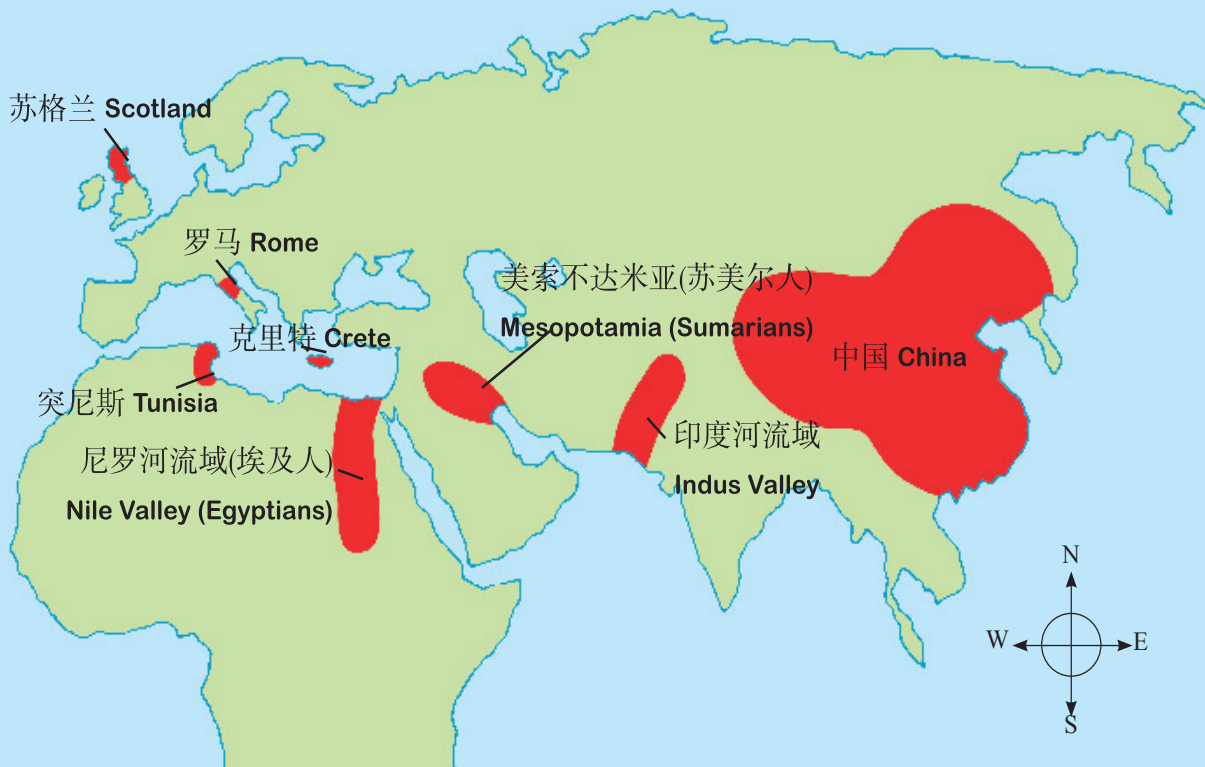 苏格兰 Scotland
罗马 Rome
美索不达米亚(苏美尔人)
Mesopotamia (Sumarians)
克里特 Crete
中国 China
突尼斯 Tunisia
印度河流域
Indus Valley
尼罗河流域(埃及人)
Nile Valley (Egyptians)
N
W
E
S